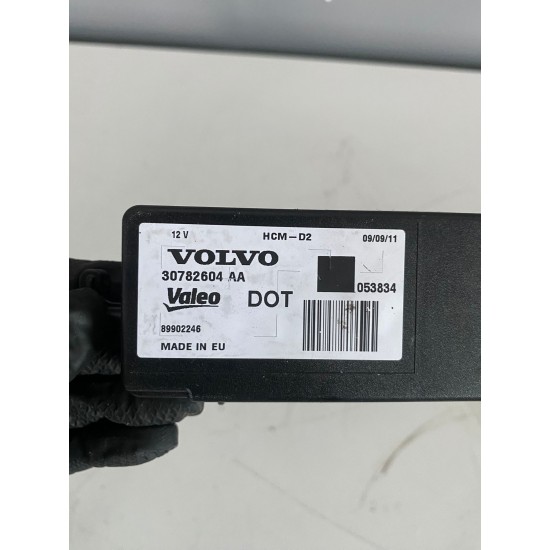 12 V HCM-D2 09/09/11
VOLVO
30782604 AA
053834
Valeo DOT
89902246
MADE IN EU